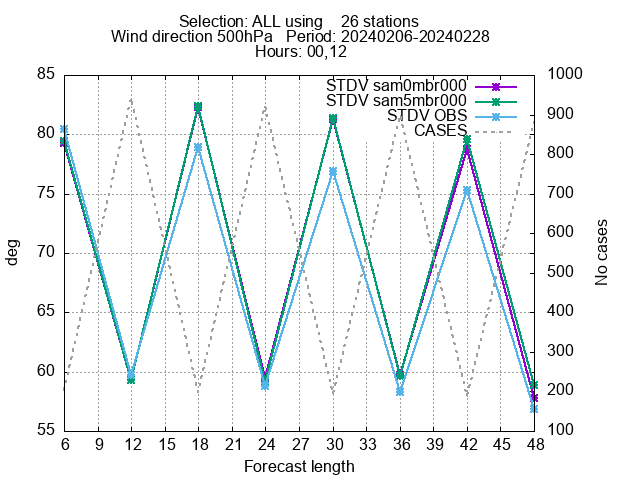 Selection: ALL using    26 stations
Wind direction 500hPa   Period: 20240206-20240228
Hours: 00,12
STDV sam0mbr000
STDV sam5mbr000
STDV OBS
CASES
85
80
75
70
65
60
55
deg
1000
900
800
700
600
500
400
300
200
100
No cases
6 9 12 15 18 21 24 27 30 33 36 39 42 45 48
Forecast length